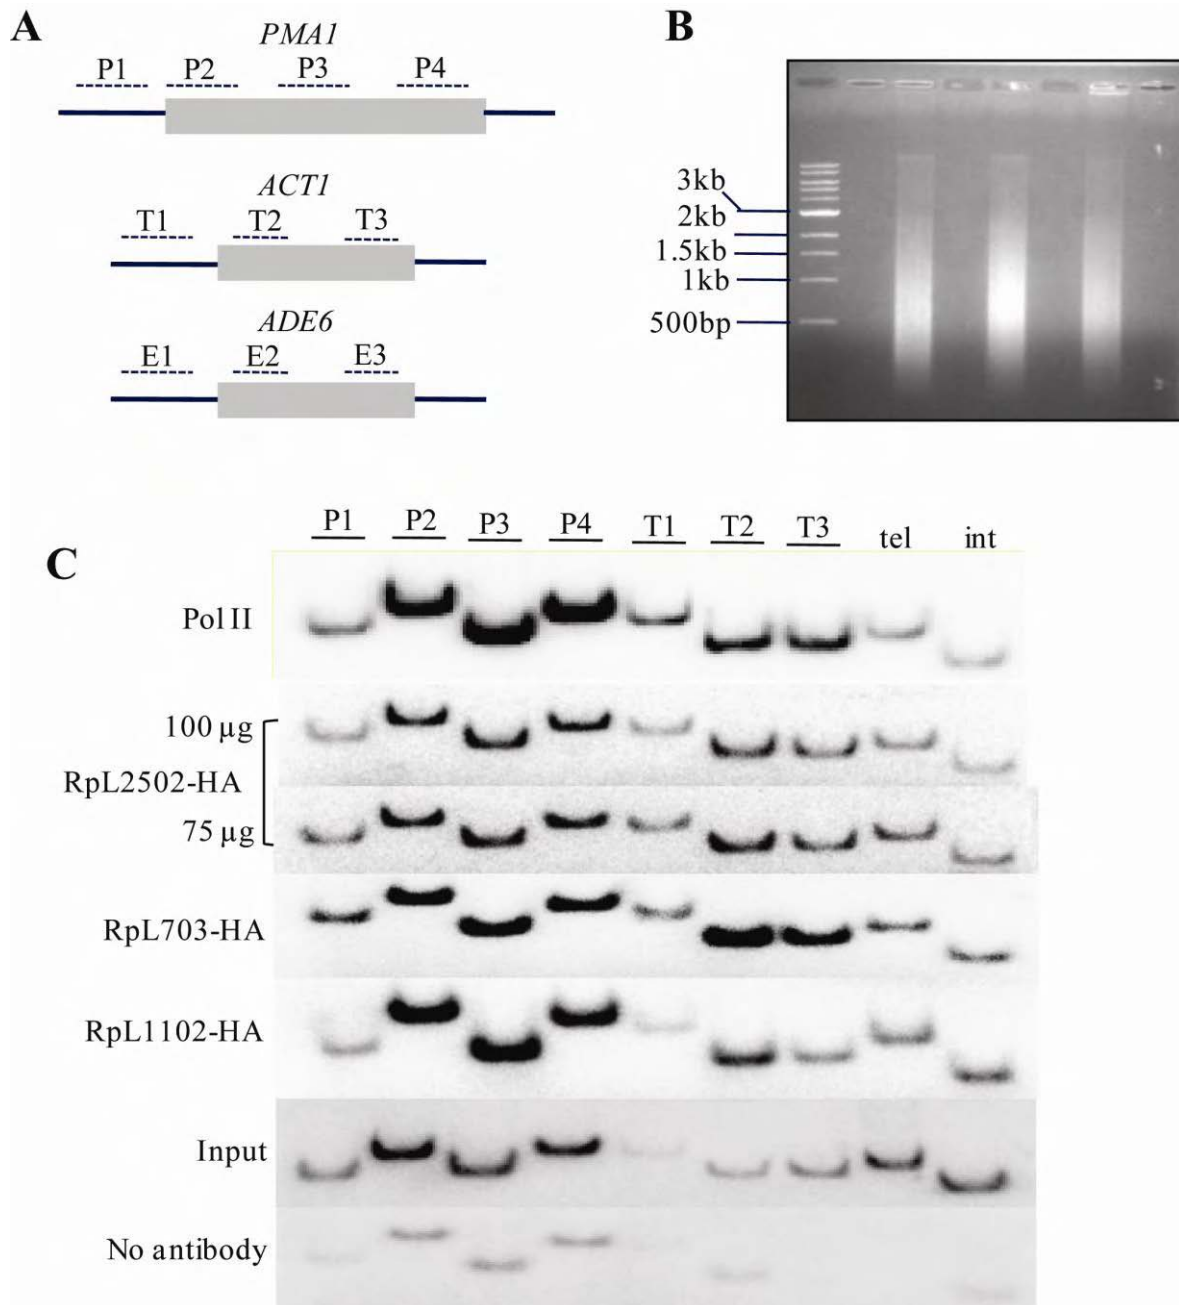 A
PMA1
P1 P2 P3 P4
ACT1
T1 T2 T3
ADE6
E1 E2 E3
B
3kb
2kb
1.5kb
1kb
500bp
C
P1 P2 P3 P4 T1 T2 T3 tel int
Pol II
100 µg
RpL2502-HA
75 µg
RpL703-HA
RpL1102-HA
Input
No antibody